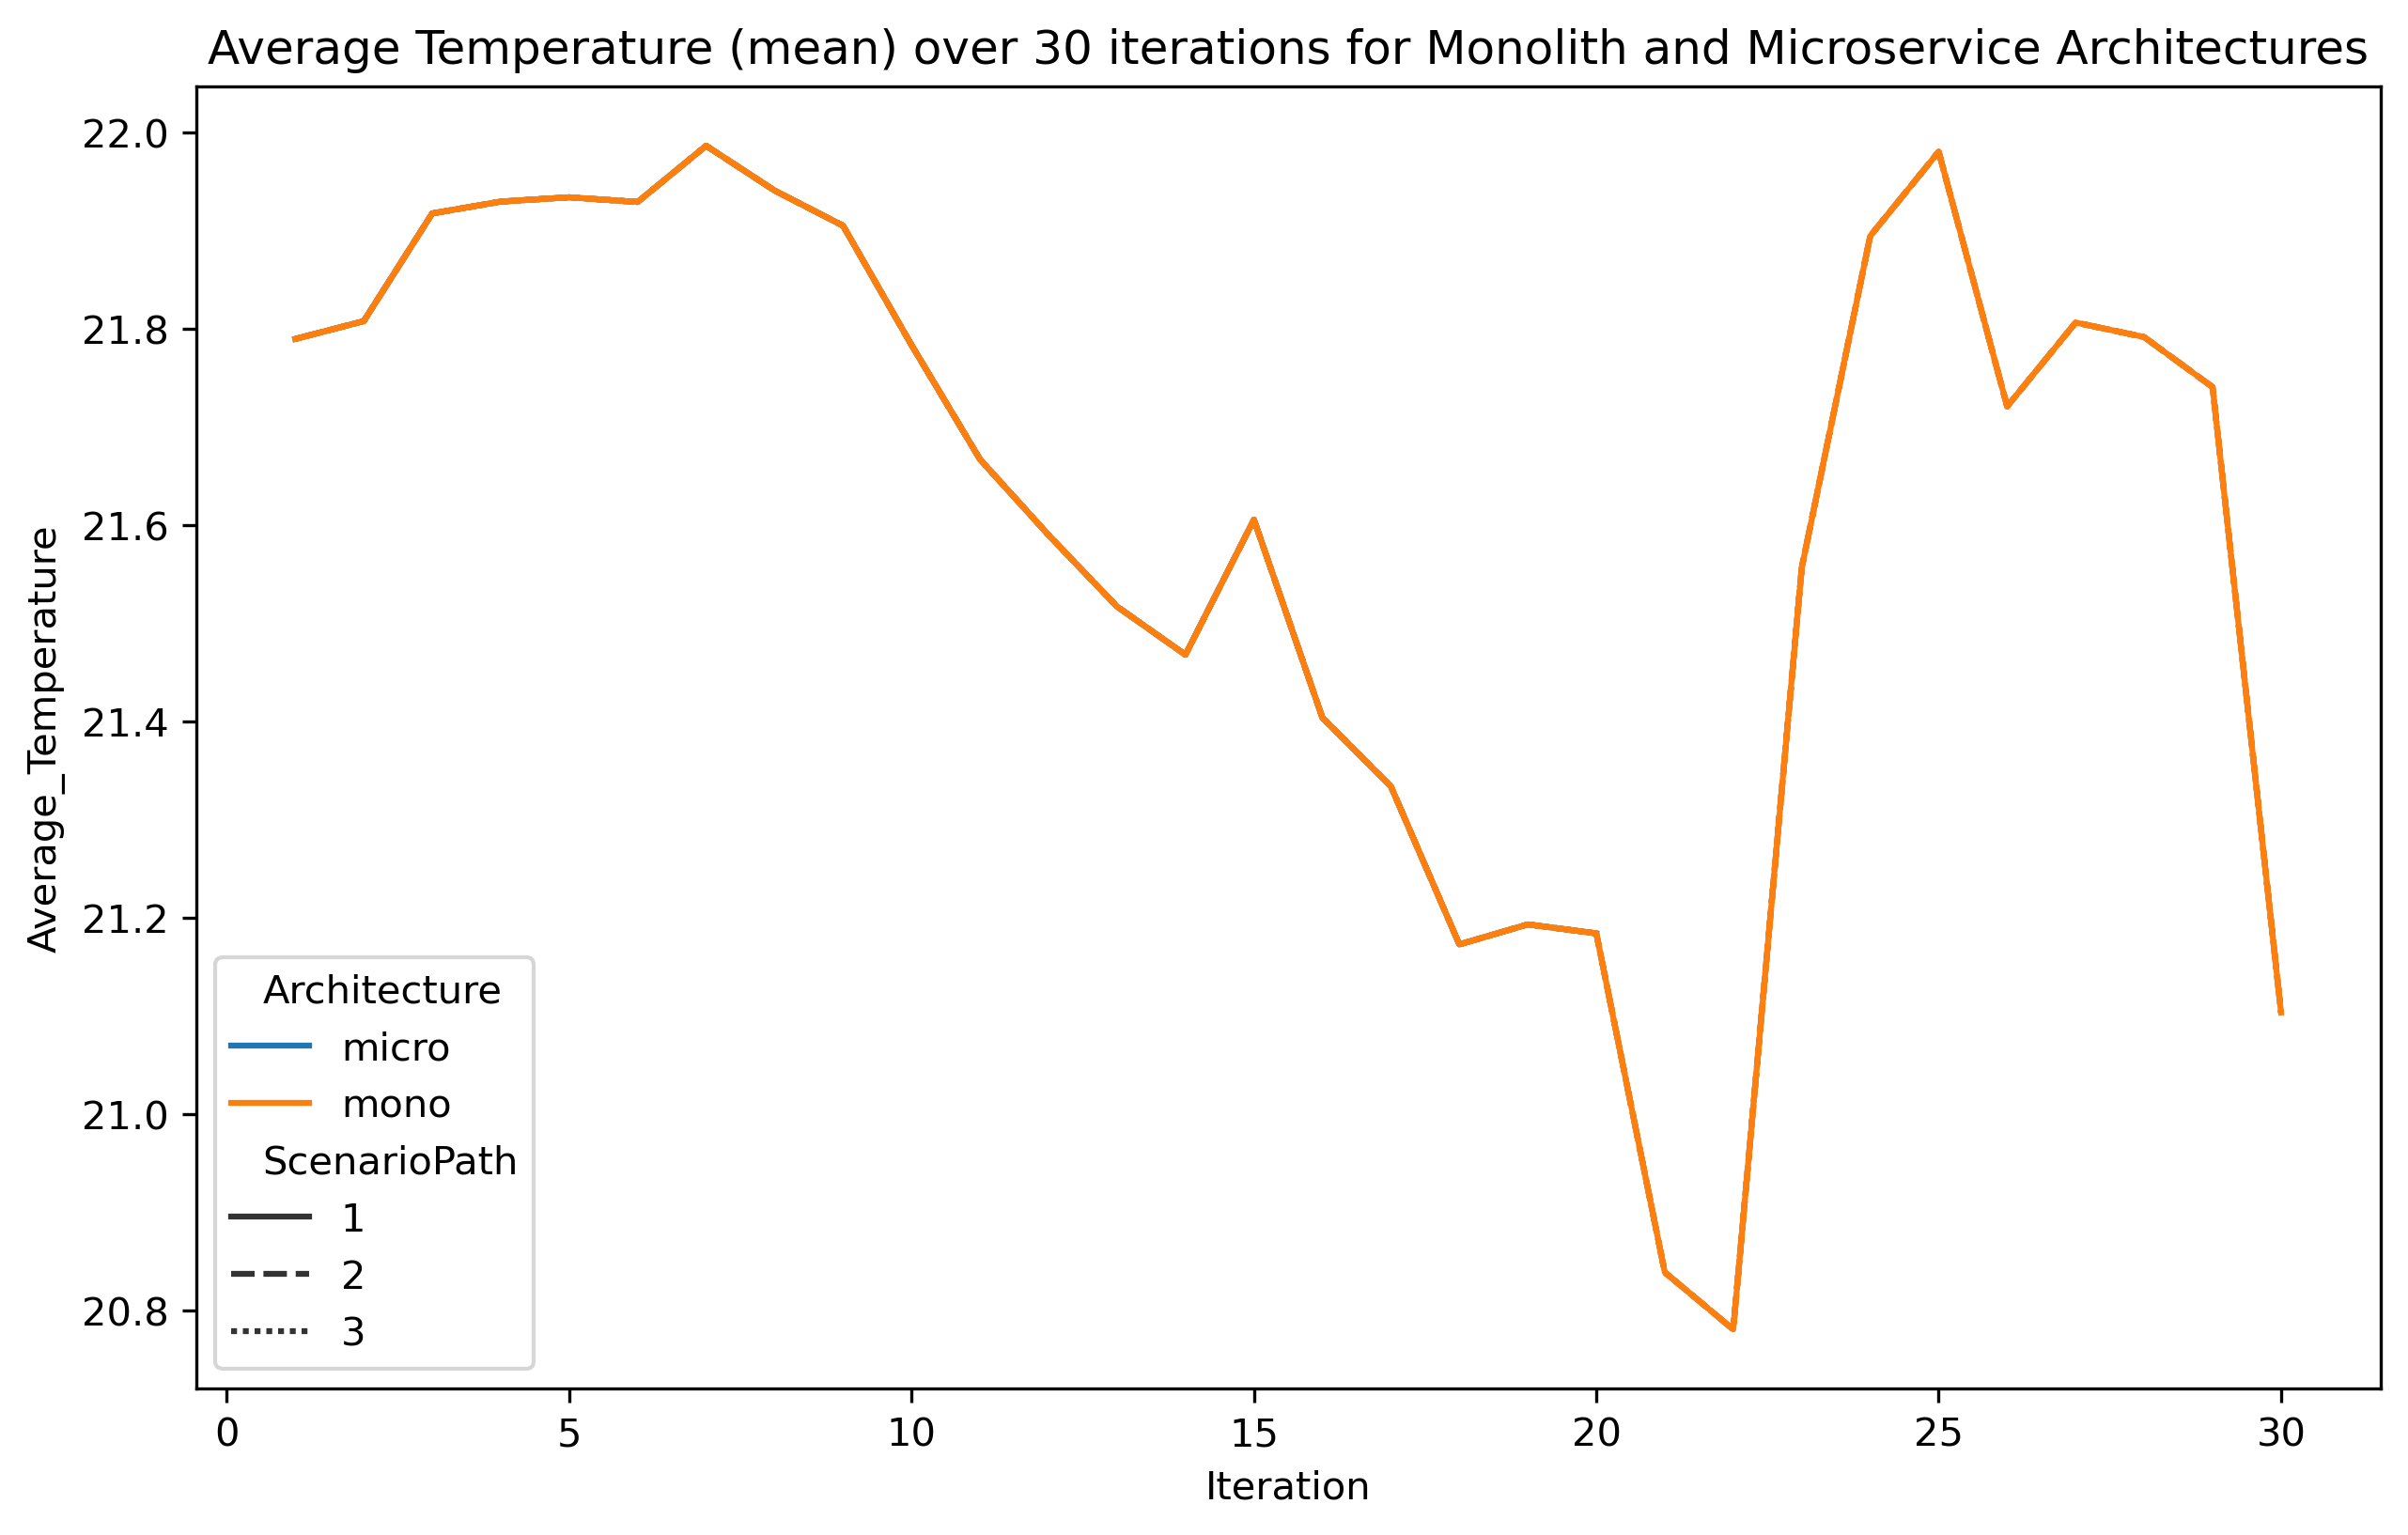 Average Temperature (mean) over 30 iterations for Monolith and Microservice Architectures
22.0
21.8
21.6
21.4
21.2
21.0
20.8
Average_Temperature
Architecture
micro
mono
ScenarioPath
1
2
3
0 5 10 15 20 25 30
Iteration